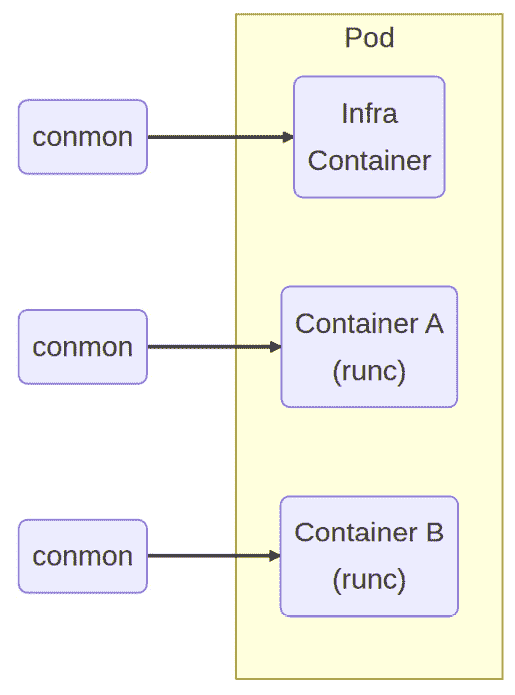 Pod
conmon
Infra
Container
conmon
Container A
(runc)
conmon
Container B
(runc)